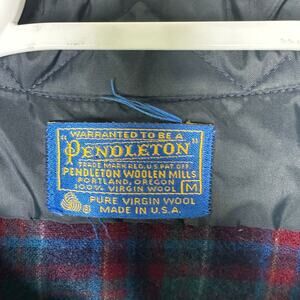 "WARRANTED TO BE A
PENDLETON"
TRADE MARK REG. U.S. PAT. OFF.
PENDLETON WOOLEN MILLS
PORTLAND, OREGON
100% VIRGIN WOOL M
PURE VIRGIN WOOL
MADE IN U.S.A.